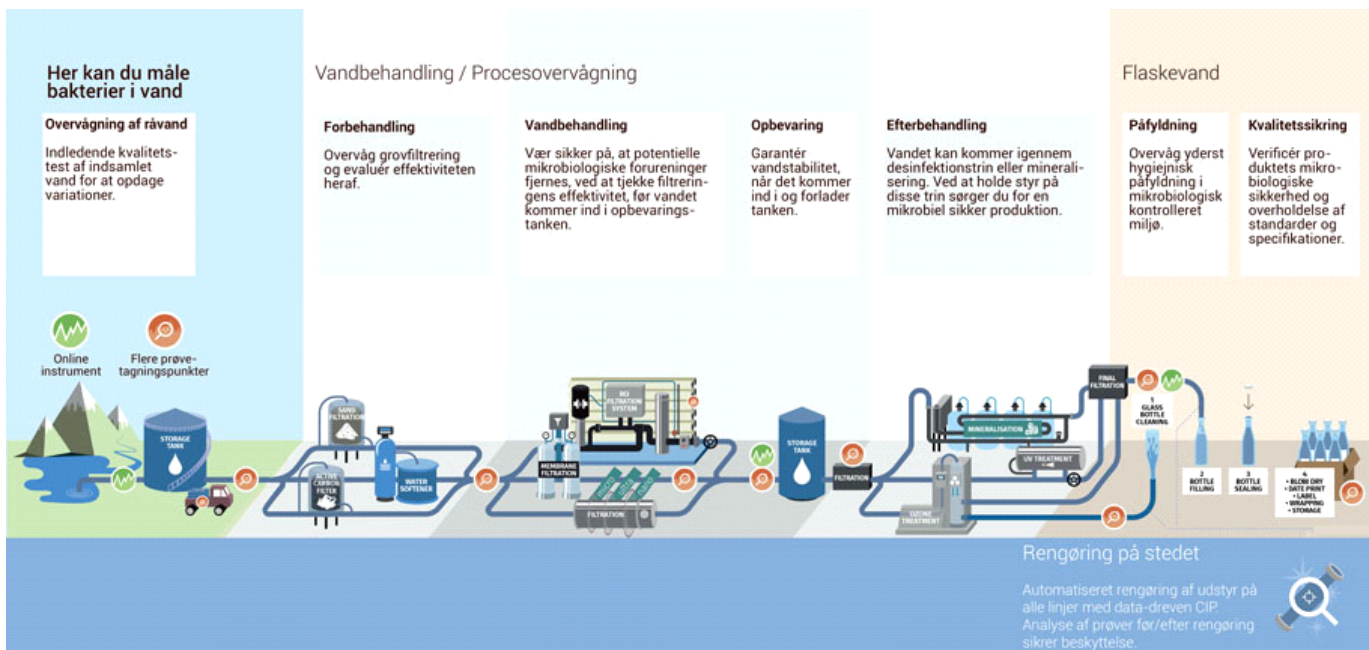 Her kan du måle
bakterier i vand
Overvågning af råvand
Indledende kvalitets-
test af indsamlet
vand for at opdage
variationer.
Vandbehandling / Procesovervågning
Forbehandling
Overvåg grovfiltrering
og evaluér effektiviteten
heraf.
Vandbehandling
Vær sikker på, at potentielle
mikrobiologiske forureninger
fjernes, ved at tjekke filtrerin-
gens effektivitet, før vandet
kommer ind i opbevarings-
tanken.
Opbevaring
Garantér
vandstabilitet,
når det kommer
ind i og forlader
tanken.
Efterbehandling
Vandet kan kommer igennem
desinfektionstrin eller minerali-
sering. Ved at holde styr på
disse trin sørger du for en
mikrobiel sikker produktion.
Flaskevand
Påfyldning
Overvåg yderst
hygiejnisk
påfyldning i
mikrobiologisk
kontrolleret
miljø.
Kvalitetssikring
Verificér pro-
duktets mikro-
biologiske
sikkerhed og
overholdelse af
standarder og
specifikationer.
Online
instrument
Flere prøve-
tagningspunkter
STORAGE
TANK
SAND
FILTRATION
ACTIVE
CARBON
FILTER
WATER
SOFTENER
MEMBRANE
FILTRATION
RO
FILTRATION
SYSTEM
micro
ultra
nano
FILTRATION
STORAGE
TANK
FILTRATION
MINERALISATION
UV TREATMENT
OZONE
TREATMENT
FINAL
FILTRATION
1
GLASS
BOTTLE
CLEANING
2
BOTTLE
FILLING
3
BOTTLE
SEALING
4
• BLOW DRY
• DATE PRINT
• LABEL
• WRAPPING
• STORAGE
Rengøring på stedet
Automatiseret rengøring af udstyr på
alle linjer med data-dreven CIP.
Analyse af prøver før/efter rengøring
sikrer beskyttelse.